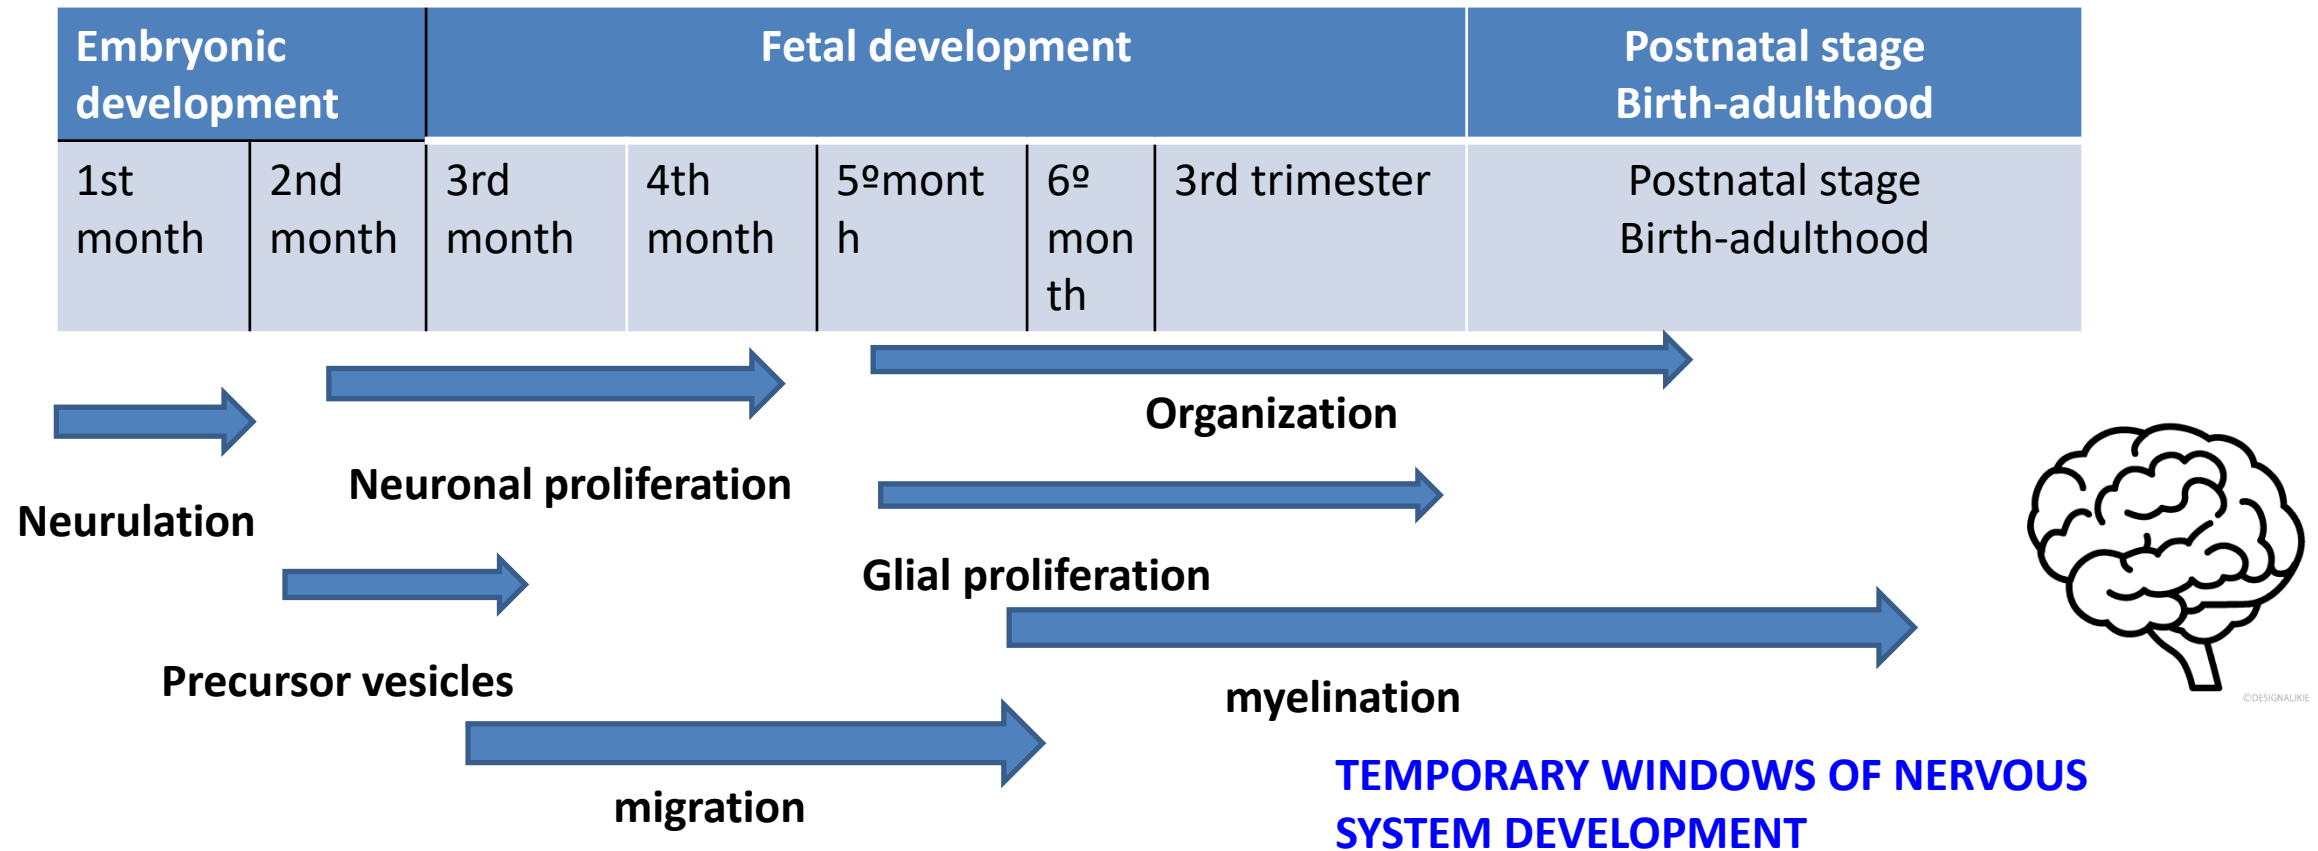 Embryonic
development
Fetal development
Postnatal stage
Birth-adulthood
1st
month
2nd
month
3rd
month
4th
month
5ºmont
h
6º
mon
th
3rd trimester
Postnatal stage
Birth-adulthood
Organization
Neuronal proliferation
Neurulation
Glial proliferation
Precursor vesicles
myelination
migration
©DESIGNALIKIE
TEMPORARY WINDOWS OF NERVOUS
SYSTEM DEVELOPMENT